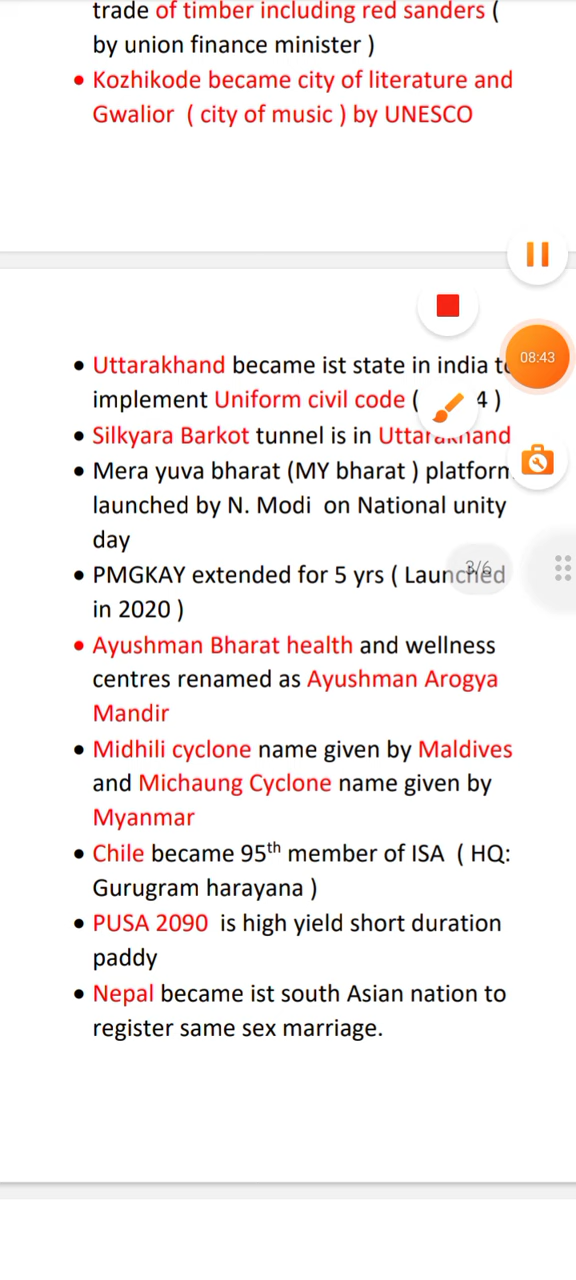 trade of timber including red sanders (
by union finance minister )
• Kozhikode became city of literature and
Gwalior ( city of music ) by UNESCO
• Uttarakhand became ist state in india
08:43
implement Uniform civil code ( 4 )
• Silkyara Barkot tunnel is in Uttarakhand
• Mera yuva bharat (MY bharat ) platform
launched by N. Modi on National unity
day
• PMGKAY extended for 5 yrs ( Launched
3/6
in 2020 )
• Ayushman Bharat health and wellness
centres renamed as Ayushman Arogya
Mandir
• Midhili cyclone name given by Maldives
and Michaung Cyclone name given by
Myanmar
• Chile became 95th member of ISA ( HQ:
Gurugram harayana )
• PUSA 2090 is high yield short duration
paddy
• Nepal became ist south Asian nation to
register same sex marriage.